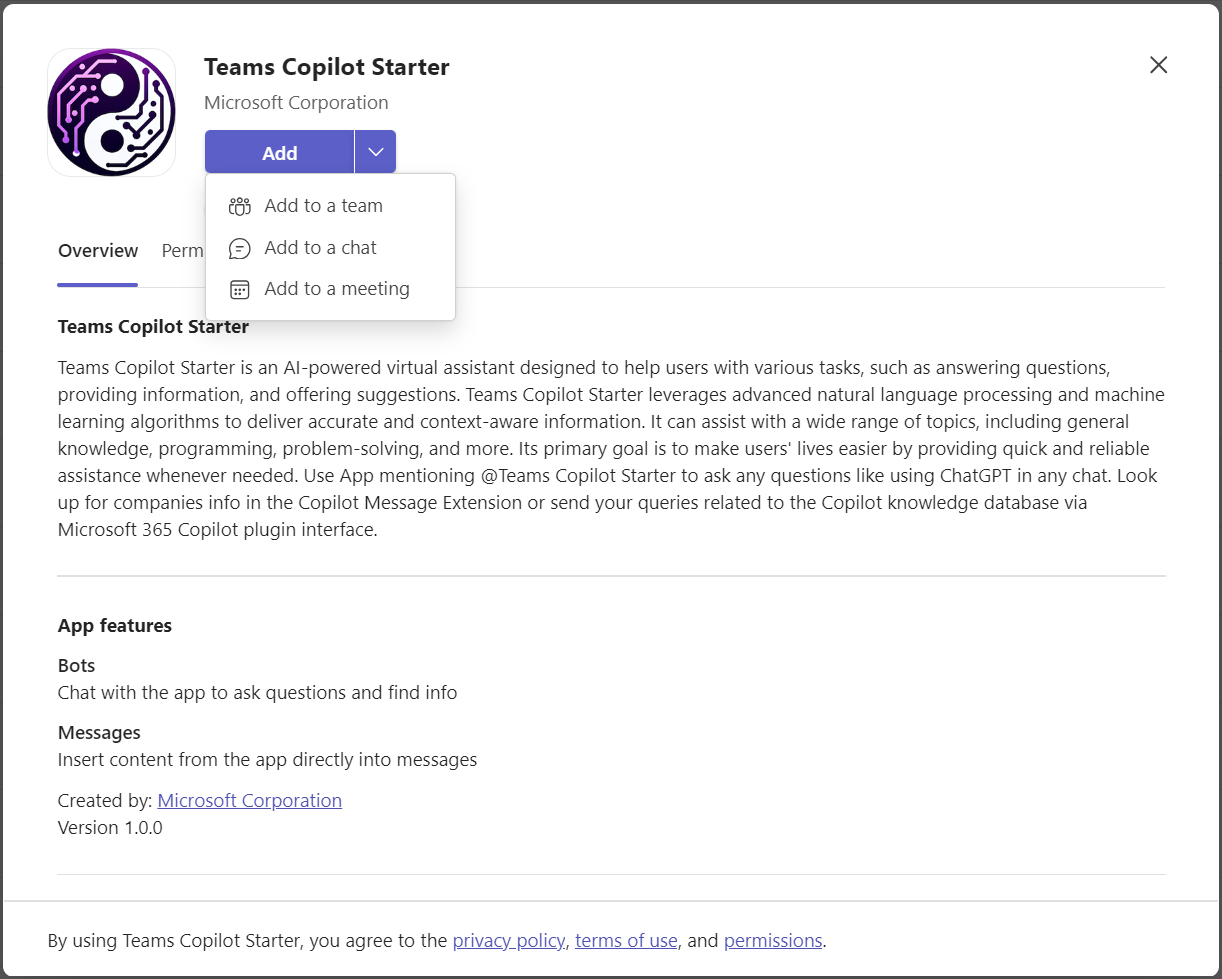 Teams Copilot Starter
Microsoft Corporation
Add
Add to a team
Add to a chat
Add to a meeting
Overview
Perm
Teams Copilot Starter
Teams Copilot Starter is an AI-powered virtual assistant designed to help users with various tasks, such as answering questions,
providing information, and offering suggestions. Teams Copilot Starter leverages advanced natural language processing and machine
learning algorithms to deliver accurate and context-aware information. It can assist with a wide range of topics, including general
knowledge, programming, problem-solving, and more. Its primary goal is to make users' lives easier by providing quick and reliable
assistance whenever needed. Use App mentioning @Teams Copilot Starter to ask any questions like using ChatGPT in any chat. Look
up for companies info in the Copilot Message Extension or send your queries related to the Copilot knowledge database via
Microsoft 365 Copilot plugin interface.
App features
Bots
Chat with the app to ask questions and find info
Messages
Insert content from the app directly into messages
Created by: Microsoft Corporation
Version 1.0.0
By using Teams Copilot Starter, you agree to the privacy policy, terms of use, and permissions.